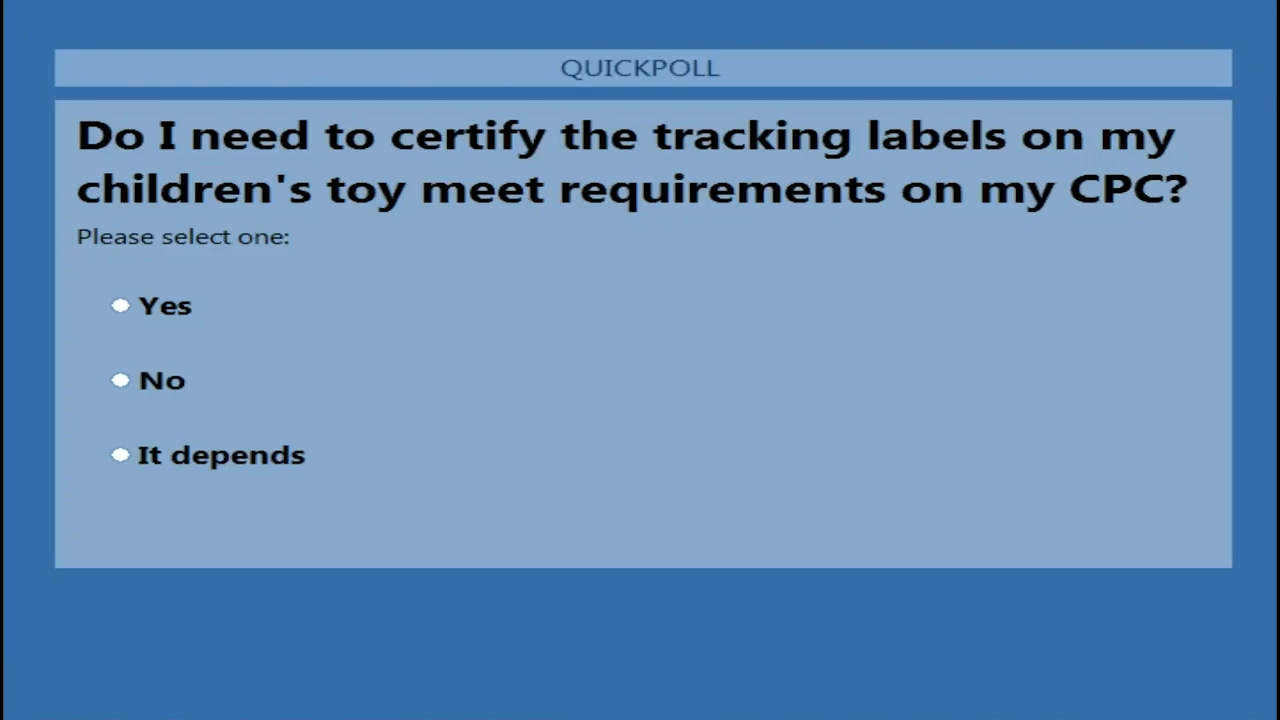 QUICKPOLL
Do I need to certify the tracking labels on my
children's toy meet requirements on my CPC?
Please select one:
Yes
No
It depends